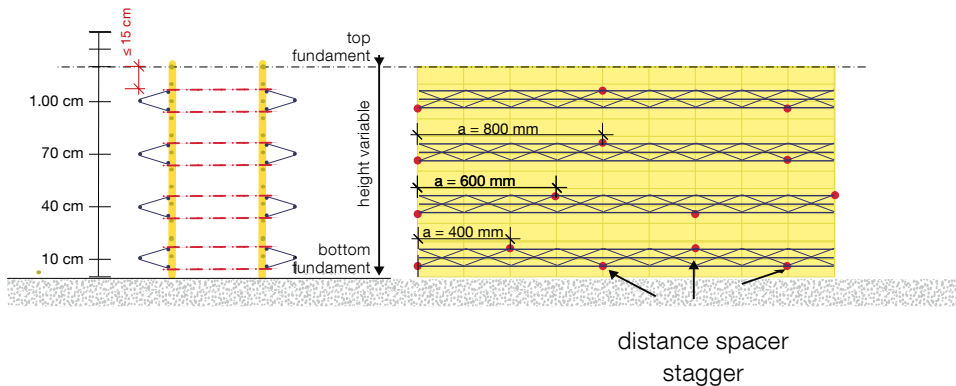 ≤ 15 cm
top
fundament
1.00 cm
70 cm
40 cm
10 cm
height variable
bottom
fundament
a = 800 mm
a = 600 mm
a = 400 mm
distance spacer
stagger